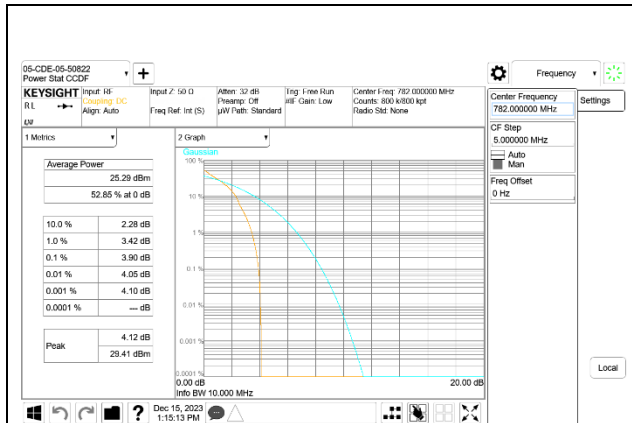 05-CDE-05-50822
Power Stat CCDF
Frequency
KEYSIGHT
Input: RF
Input Z: 50 Ω
Atten: 32 dB
Trig: Free Run
Center Freq: 782.000000 MHz
RL
Coupling: DC
Preamp: Off
#IF Gain: Low
Counts: 800 k/800 kpt
Align: Auto
Freq Ref: Int (S)
µW Path: Standard
Radio Std: None
Center Frequency
782.000000 MHz
Settings
CF Step
5.000000 MHz
Auto
Man
Freq Offset
0 Hz
1 Metrics
2 Graph
Average Power
25.29 dBm
52.85 % at 0 dB
10.0 % 2.28 dB
1.0 % 3.42 dB
0.1 % 3.90 dB
0.01 % 4.05 dB
0.001 % 4.10 dB
0.0001 % --- dB
Peak
4.12 dB
29.41 dBm
Gaussian
100 %
10 %
1 %
0.1 %
0.01 %
0.001 %
0.0001 %
0.00 dB
20.00 dB
Info BW 10.000 MHz
Local
Dec 15, 2023
1:15:13 PM